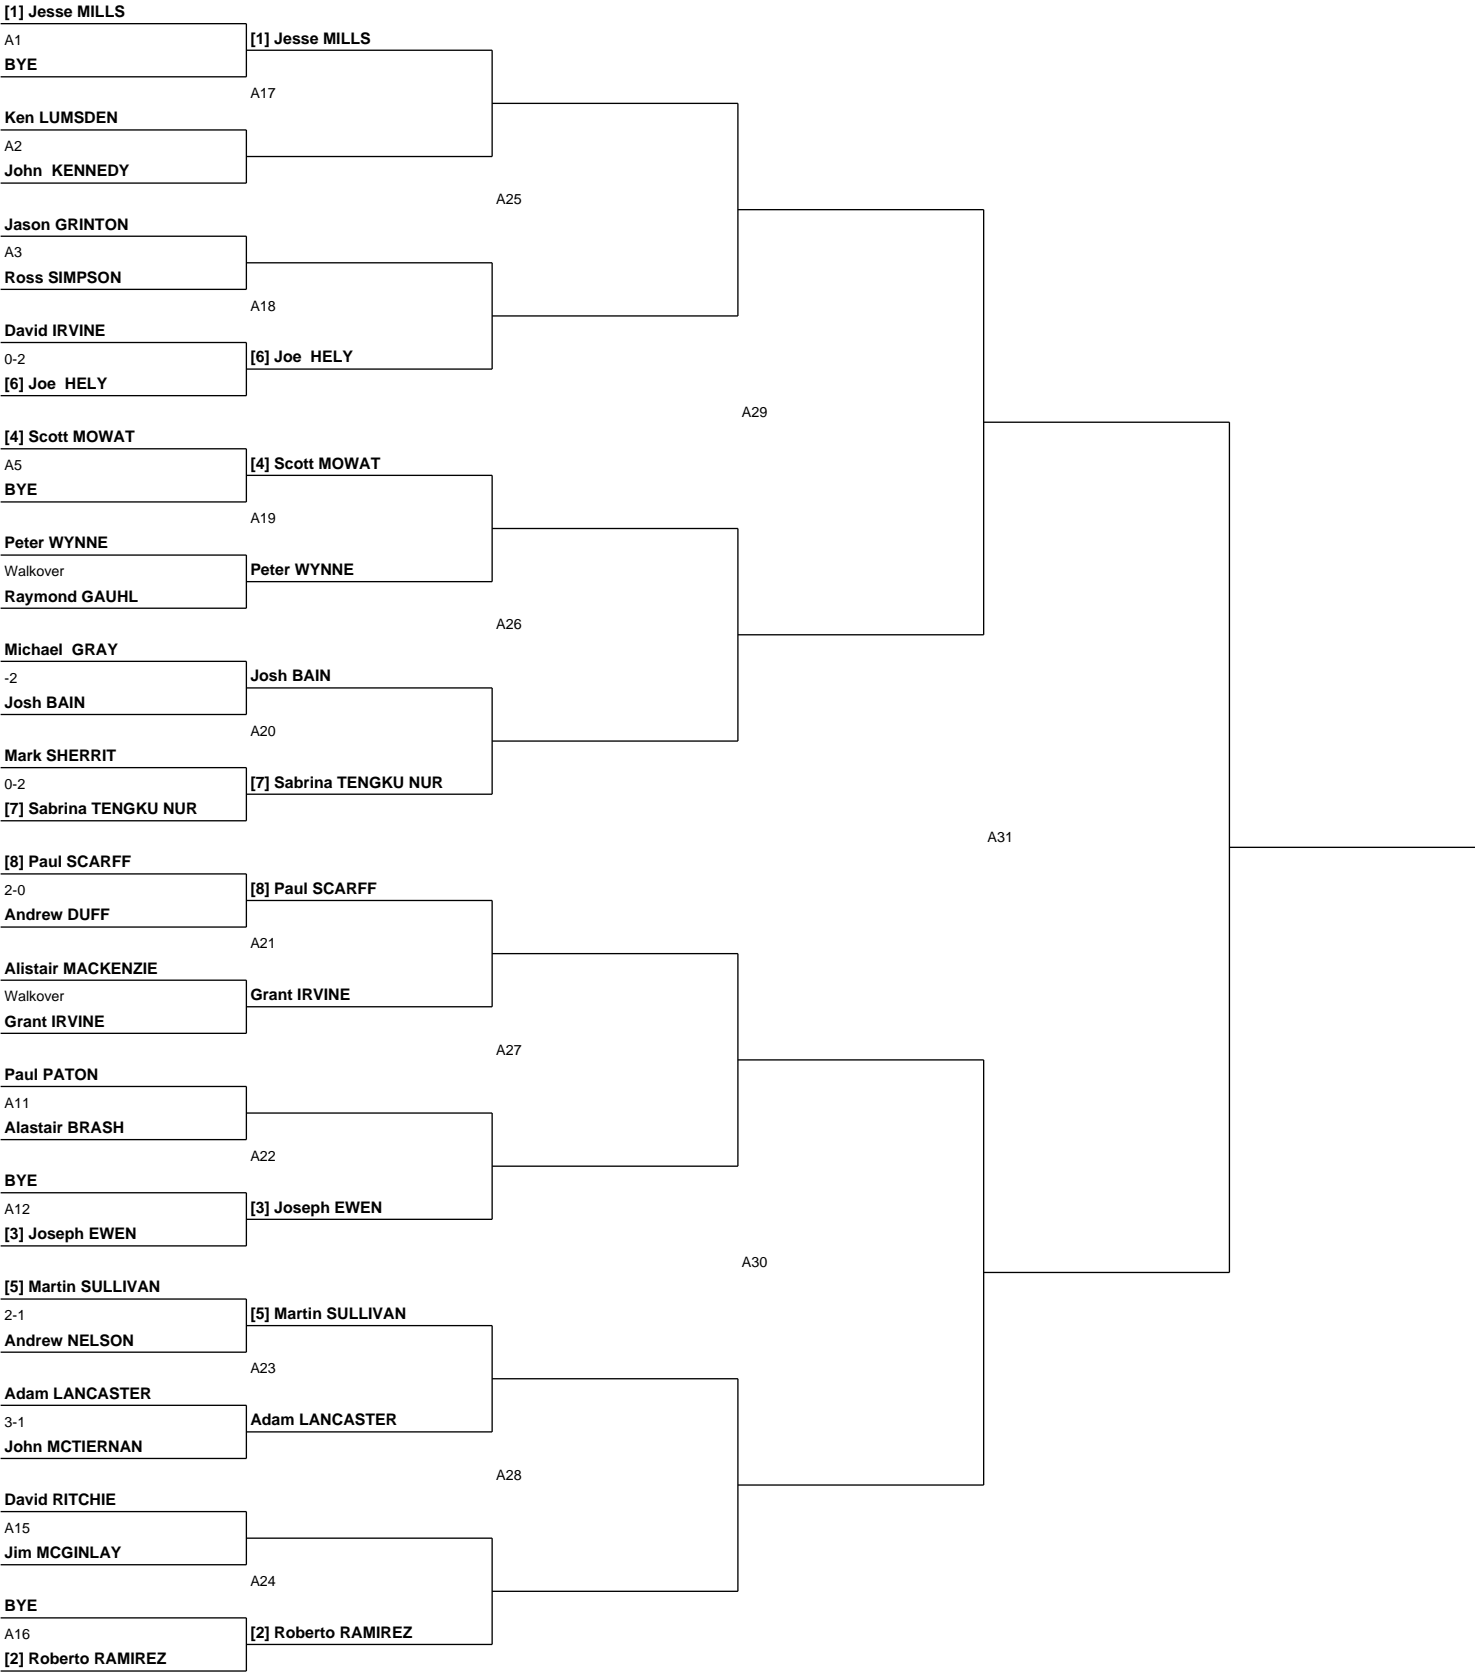 [1] Jesse MILLS
A1
[1] Jesse MILLS
BYE
A17
Ken LUMSDEN
A2
John KENNEDY
A25
Jason GRINTON
A3
Ross SIMPSON
A18
David IRVINE
0-2
[6] Joe HELY
[6] Joe HELY
A29
[4] Scott MOWAT
A5
[4] Scott MOWAT
BYE
A19
Peter WYNNE
Walkover
Peter WYNNE
Raymond GAUHL
A26
Michael GRAY
-2
Josh BAIN
Josh BAIN
A20
Mark SHERRIT
0-2
[7] Sabrina TENGKU NUR
[7] Sabrina TENGKU NUR
A31
[8] Paul SCARFF
2-0
[8] Paul SCARFF
Andrew DUFF
A21
Alistair MACKENZIE
Walkover
Grant IRVINE
Grant IRVINE
A27
Paul PATON
A11
Alastair BRASH
A22
BYE
A12
[3] Joseph EWEN
[3] Joseph EWEN
A30
[5] Martin SULLIVAN
2-1
[5] Martin SULLIVAN
Andrew NELSON
A23
Adam LANCASTER
3-1
Adam LANCASTER
John MCTIERNAN
A28
David RITCHIE
A15
Jim MCGINLAY
A24
BYE
A16
[2] Roberto RAMIREZ
[2] Roberto RAMIREZ